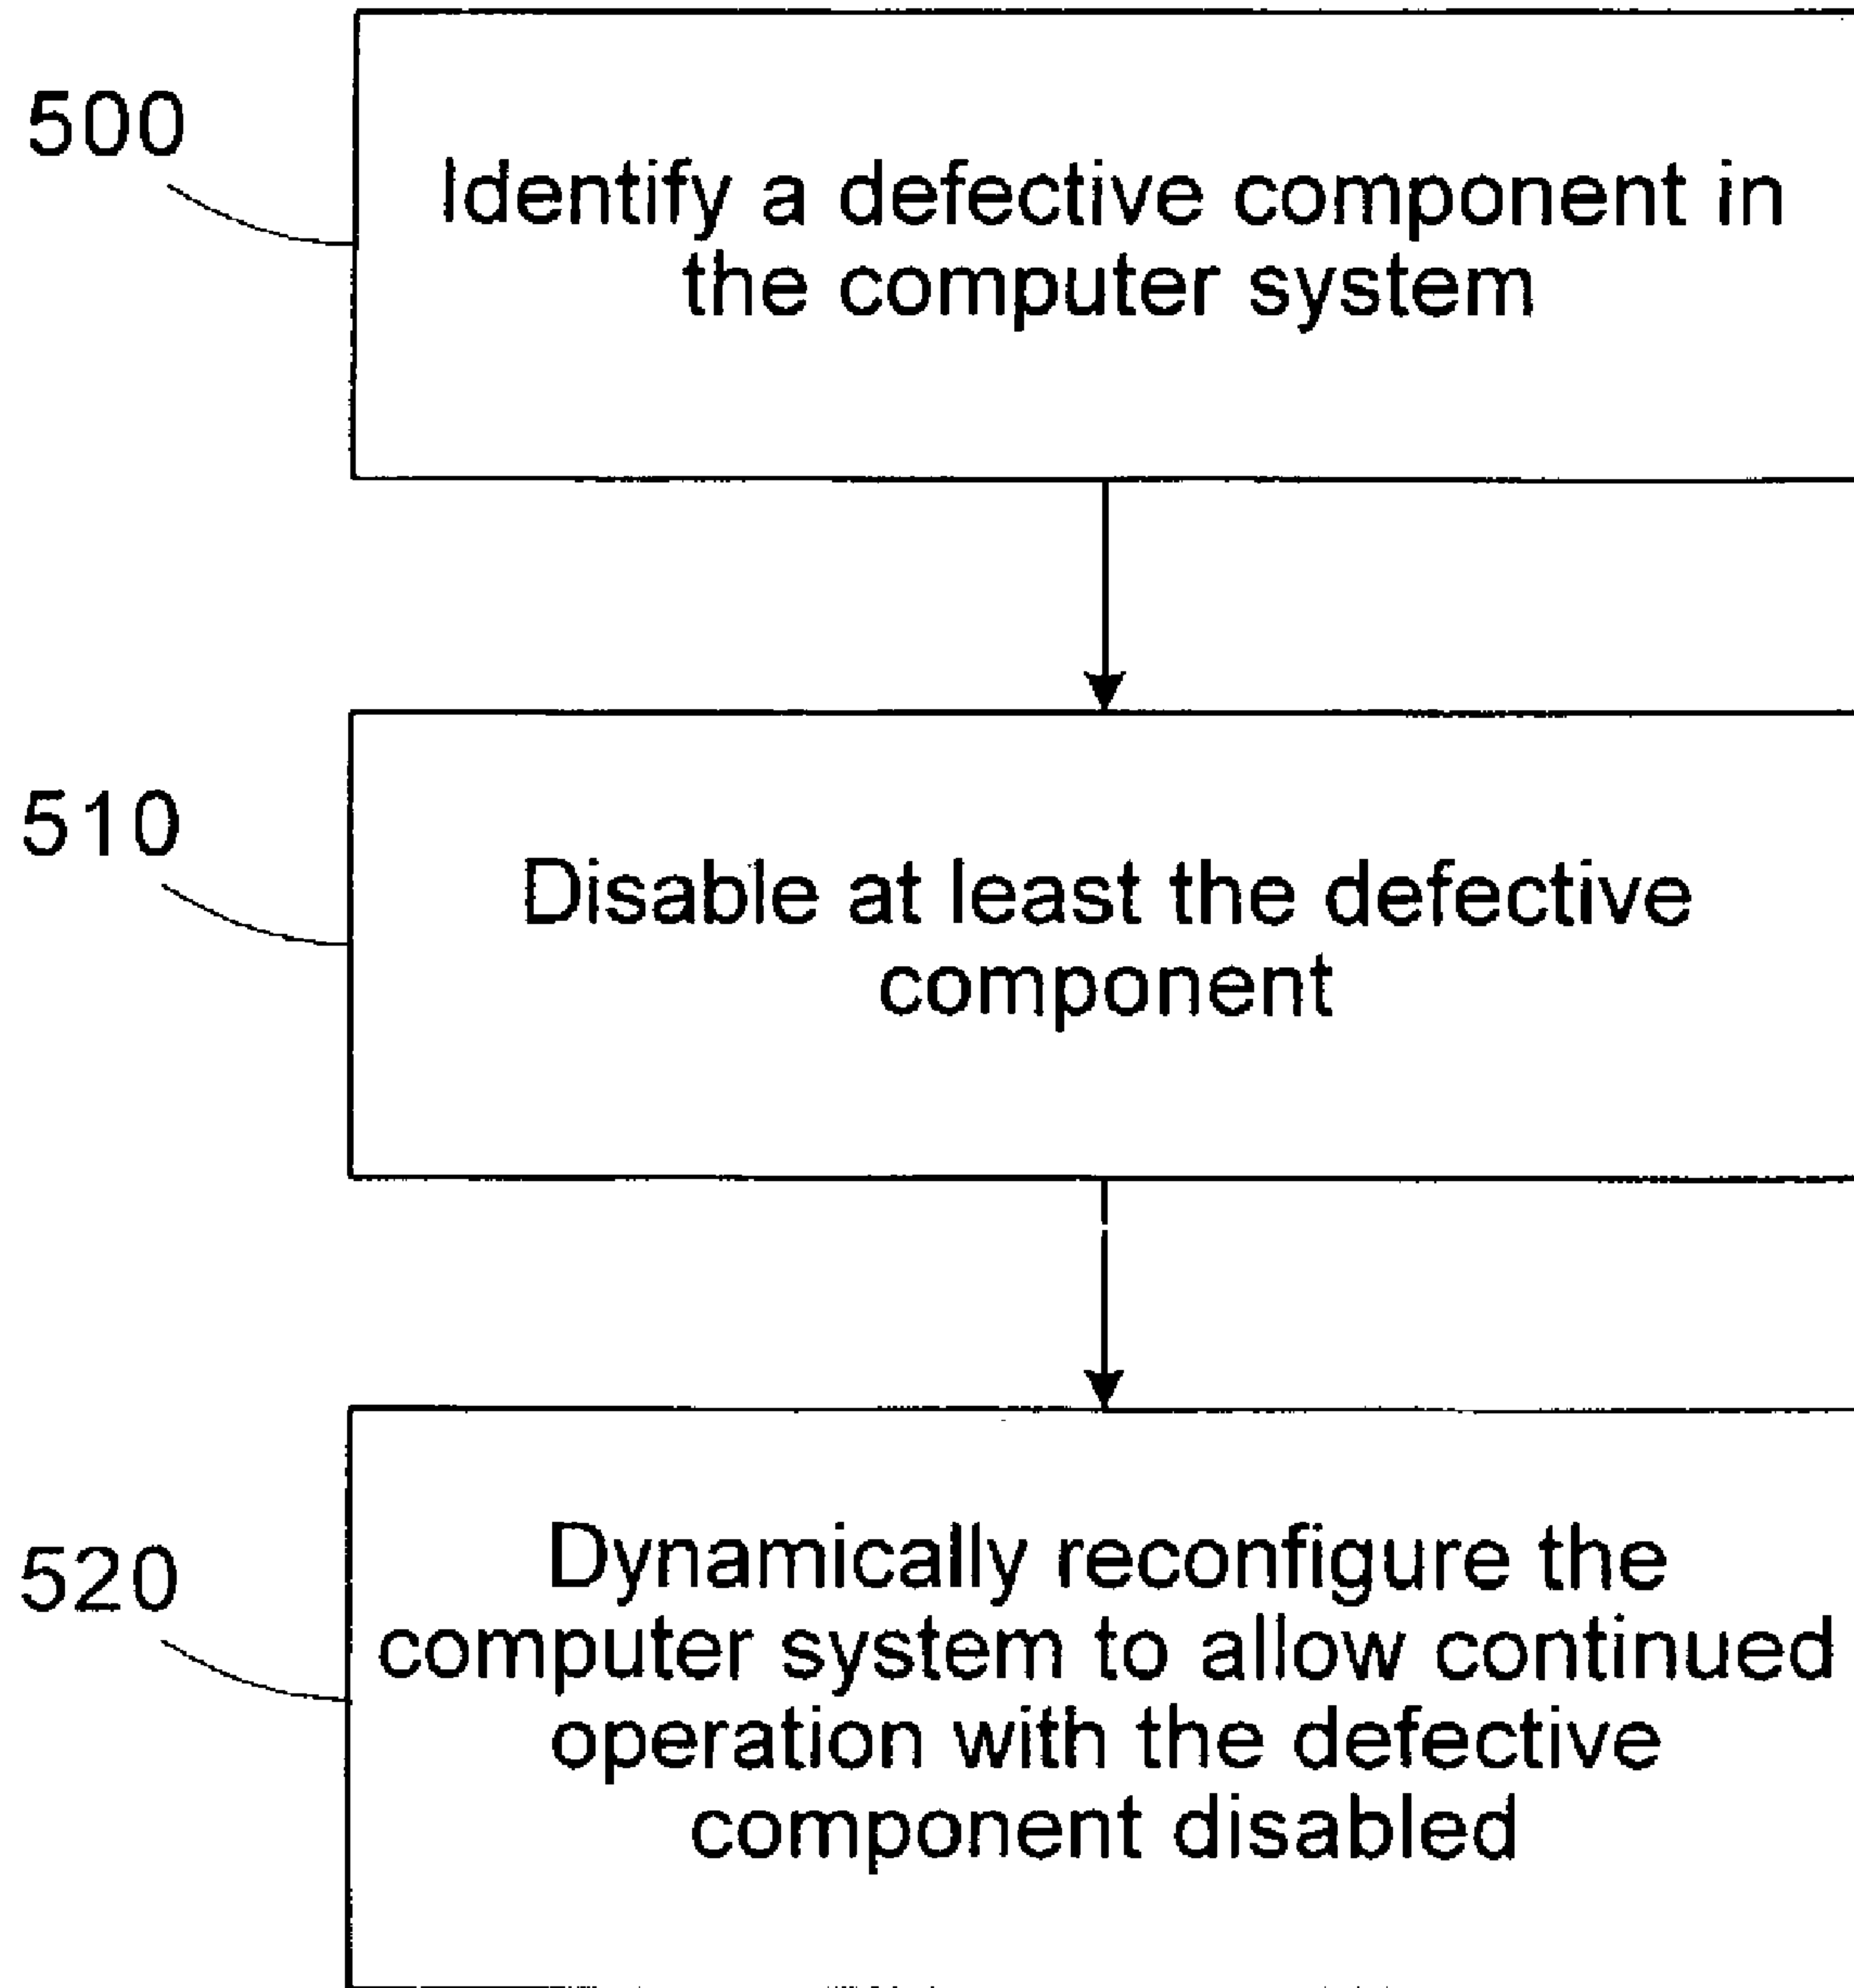 500
Identify a defective component in
the computer system
510
Disable at least the defective
component
520
Dynamically reconfigure the
computer system to allow continued
operation with the defective
component disabled